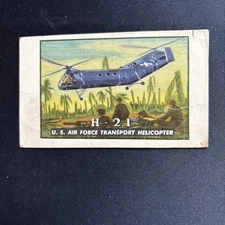 H-21
U. S. AIR FORCE TRANSPORT HELICOPTER